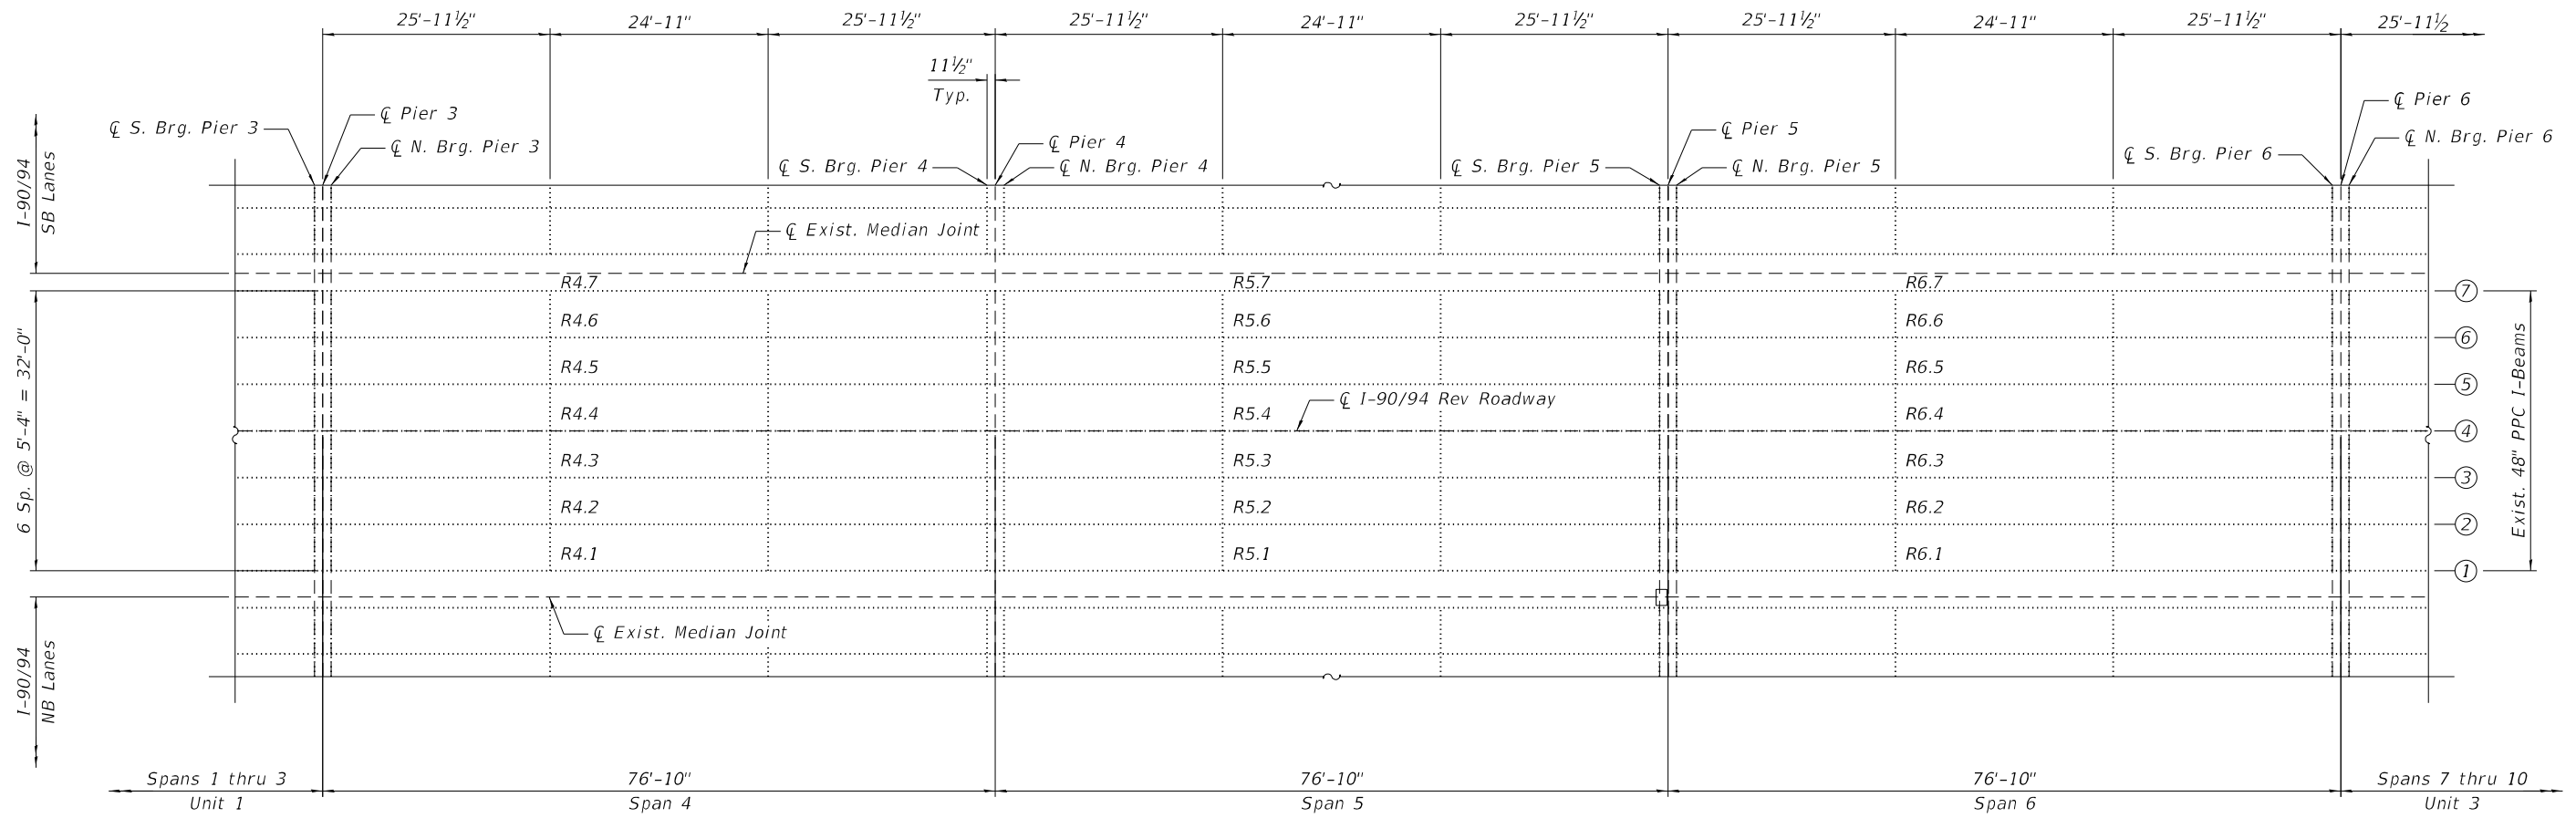 25'-11½" 24'-11" 25'-11½" 25'-11½" 24'-11" 25'-11½" 25'-11½" 24'-11" 25'-11½" 25'-11½
11½"
Typ.
℄ S. Brg. Pier 3
℄ Pier 3
℄ N. Brg. Pier 3
℄ S. Brg. Pier 4
℄ Pier 4
℄ N. Brg. Pier 4
℄ S. Brg. Pier 5
℄ Pier 5
℄ N. Brg. Pier 5
℄ S. Brg. Pier 6
℄ Pier 6
℄ N. Brg. Pier 6
I-90/94
SB Lanes
℄ Exist. Median Joint
R4.7 R5.7 R6.7 7
R4.6 R5.6 R6.6
6
R4.5 R5.5 R6.5
5
℄ I-90/94 Rev Roadway
R4.4 R5.4 R6.4
4
R4.3 R5.3 R6.3
3
R4.2 R5.2 R6.2
2
R4.1 R5.1 R6.1
1
6 Sp. @ 5'-4" = 32'-0"
Exist. 48" PPC I-Beams
℄ Exist. Median Joint
I-90/94
NB Lanes
Spans 1 thru 3 76'-10" 76'-10" 76'-10" Spans 7 thru 10
Unit 1 Span 4 Span 5 Span 6 Unit 3